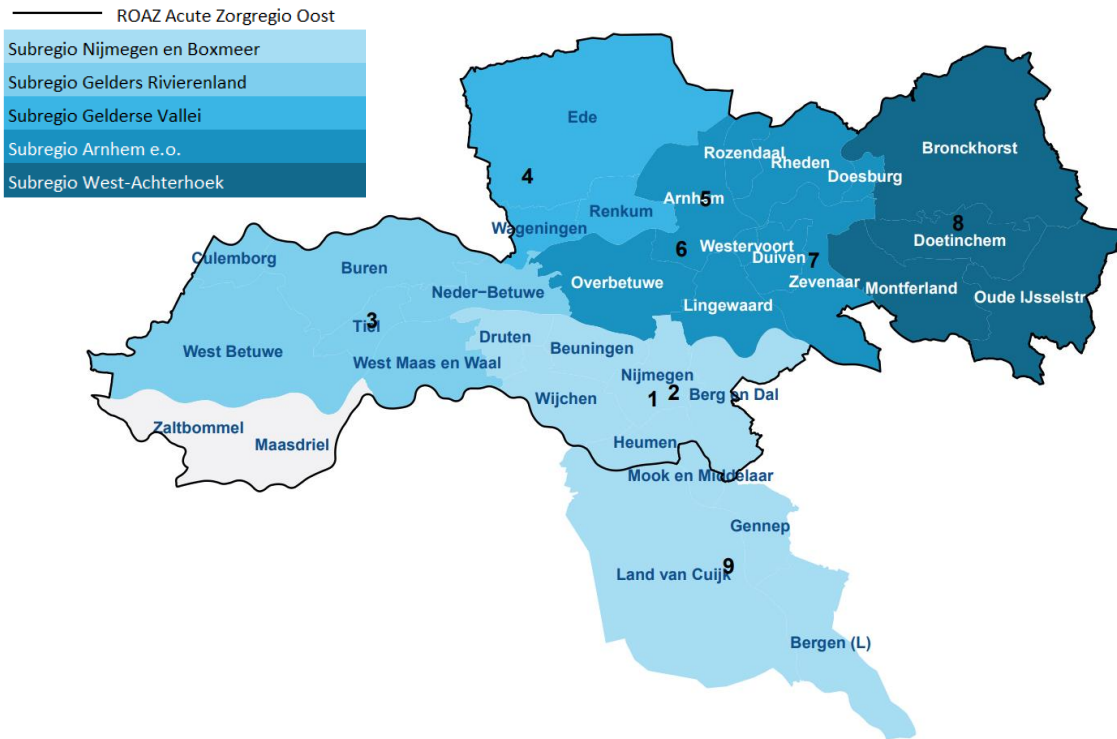 ROAZ Acute Zorgregio Oost
Subregio Nijmegen en Boxmeer
Subregio Gelders Rivierenland
Subregio Gelderse Vallei
Subregio Arnhem e.o.
Subregio West-Achterhoek
Ede
4
Renkum
Wageningen
Rozendaal
Rheden
Doesburg
Arnhem
5
6
Westervoort
Duiven
7
Zevenaar
Overbetuwe
Lingewaard
Bronckhorst
8
Doetinchem
Montferland
Oude IJsselstr
Culemborg
Buren
Neder-Betuwe
3
Tiel
West Betuwe
West Maas en Waal
Zaltbommel
Maasdriel
Druten
Beuningen
Nijmegen
Wijchen
1
2
Berg en Dal
Heumen
Mook en Middelaar
Gennep
9
Land van Cuijk
Bergen (L)